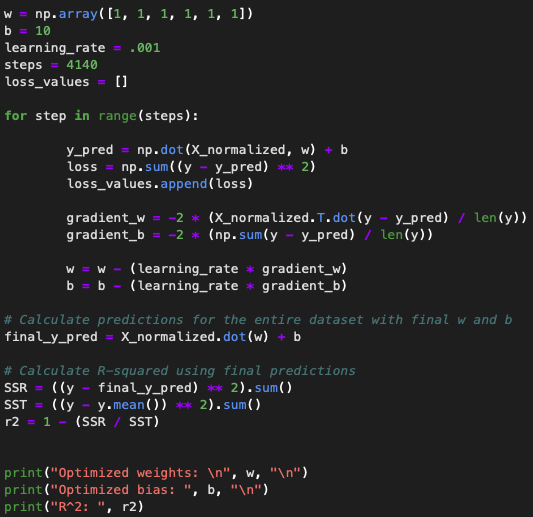 w = np.array([1, 1, 1, 1, 1, 1])
b = 10
learning_rate = .001
steps = 4140
loss_values = []

for step in range(steps):

        y_pred = np.dot(X_normalized, w) + b
        loss = np.sum((y - y_pred) ** 2)
        loss_values.append(loss)

        gradient_w = -2 * (X_normalized.T.dot(y - y_pred) / len(y))
        gradient_b = -2 * (np.sum(y - y_pred) / len(y))

        w = w - (learning_rate * gradient_w)
        b = b - (learning_rate * gradient_b)

# Calculate predictions for the entire dataset with final w and b
final_y_pred = X_normalized.dot(w) + b

# Calculate R-squared using final predictions
SSR = ((y - final_y_pred) ** 2).sum()
SST = ((y - y.mean()) ** 2).sum()
r2 = 1 - (SSR / SST)


print("Optimized weights: \n", w, "\n")
print("Optimized bias: ", b, "\n")
print("R^2: ", r2)